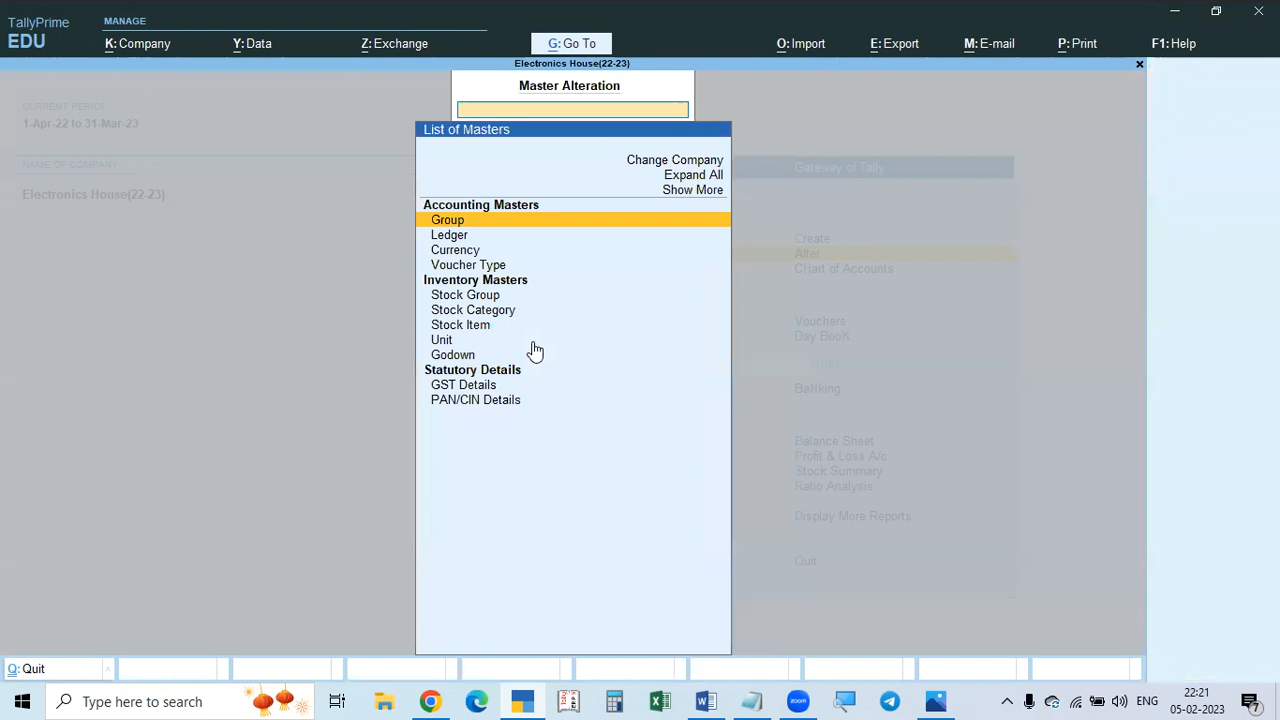 TallyPrime
EDU
MANAGE
K: Company
Y: Data
Z: Exchange
G: Go To
O: Import
E: Export
M: E-mail
P: Print
F1: Help
Electronics House(22-23)
Master Alteration
CURRENT PERIOD
1-Apr-22 to 31-Mar-23
NAME OF COMPANY
Electronics House(22-23)
List of Masters
Change Company
Expand All
Show More
Accounting Masters
Group
Ledger
Currency
Voucher Type
Inventory Masters
Stock Group
Stock Category
Stock Item
Unit
Godown
Statutory Details
GST Details
PAN/CIN Details
Gateway of Tally
Create
Alter
CHart of Accounts
Vouchers
Day BooK
BaNking
Balance Sheet
Profit & Loss A/c
Stock Summary
Ratio Analysis
Display More Reports
Quit
Q: Quit
Type here to search
ENG
22:21
05-02-2023
7